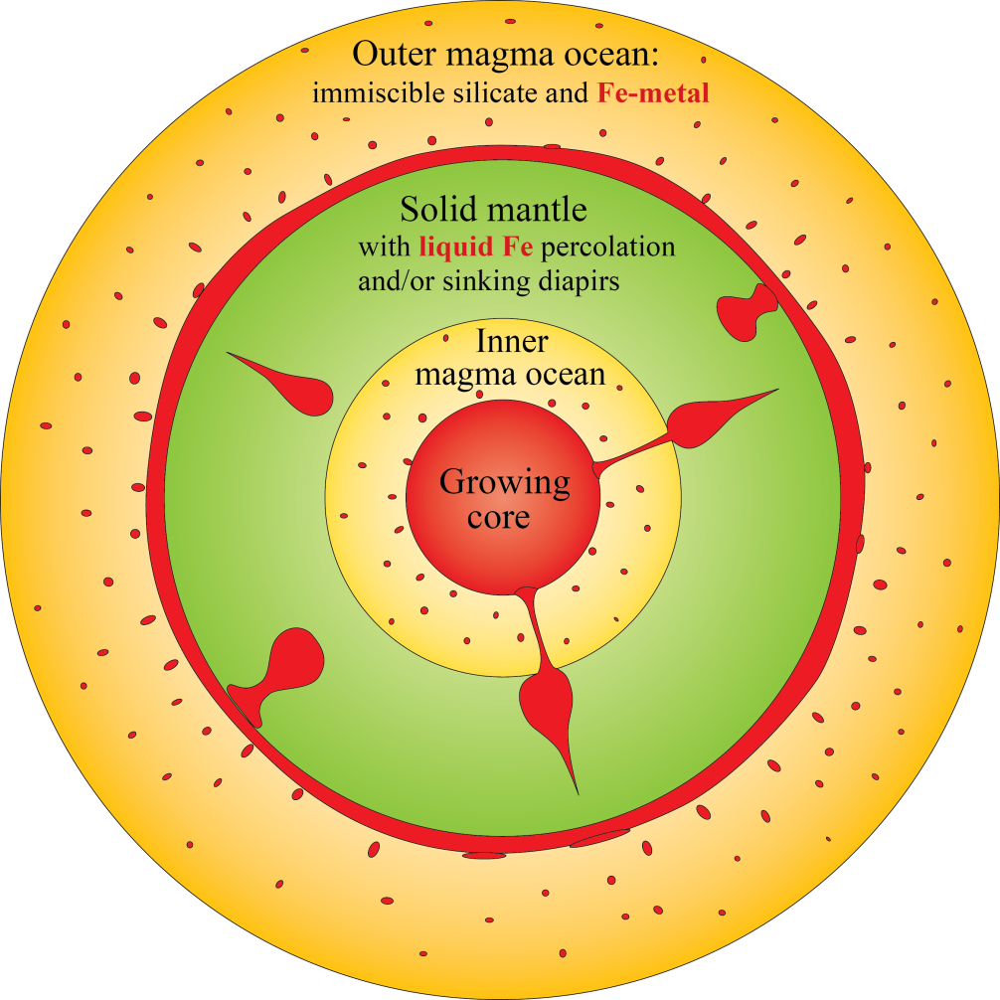 Outer magma ocean:
immiscible silicate and Fe-metal
Solid mantle
with liquid Fe percolation
and/or sinking diapirs
Inner
magma ocean
Growing
core